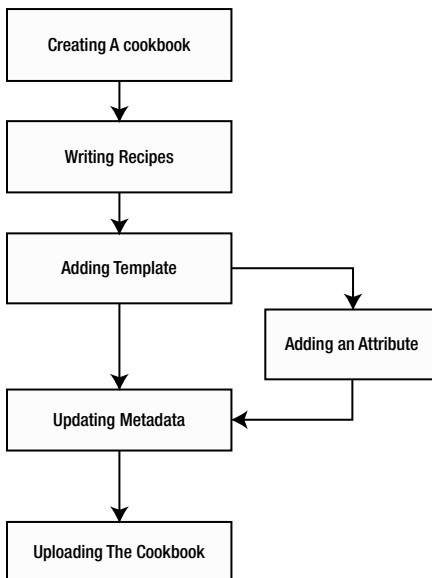 Creating A cookbook
Writing Recipes
Adding Template
Adding an Attribute
Updating Metadata
Uploading The Cookbook